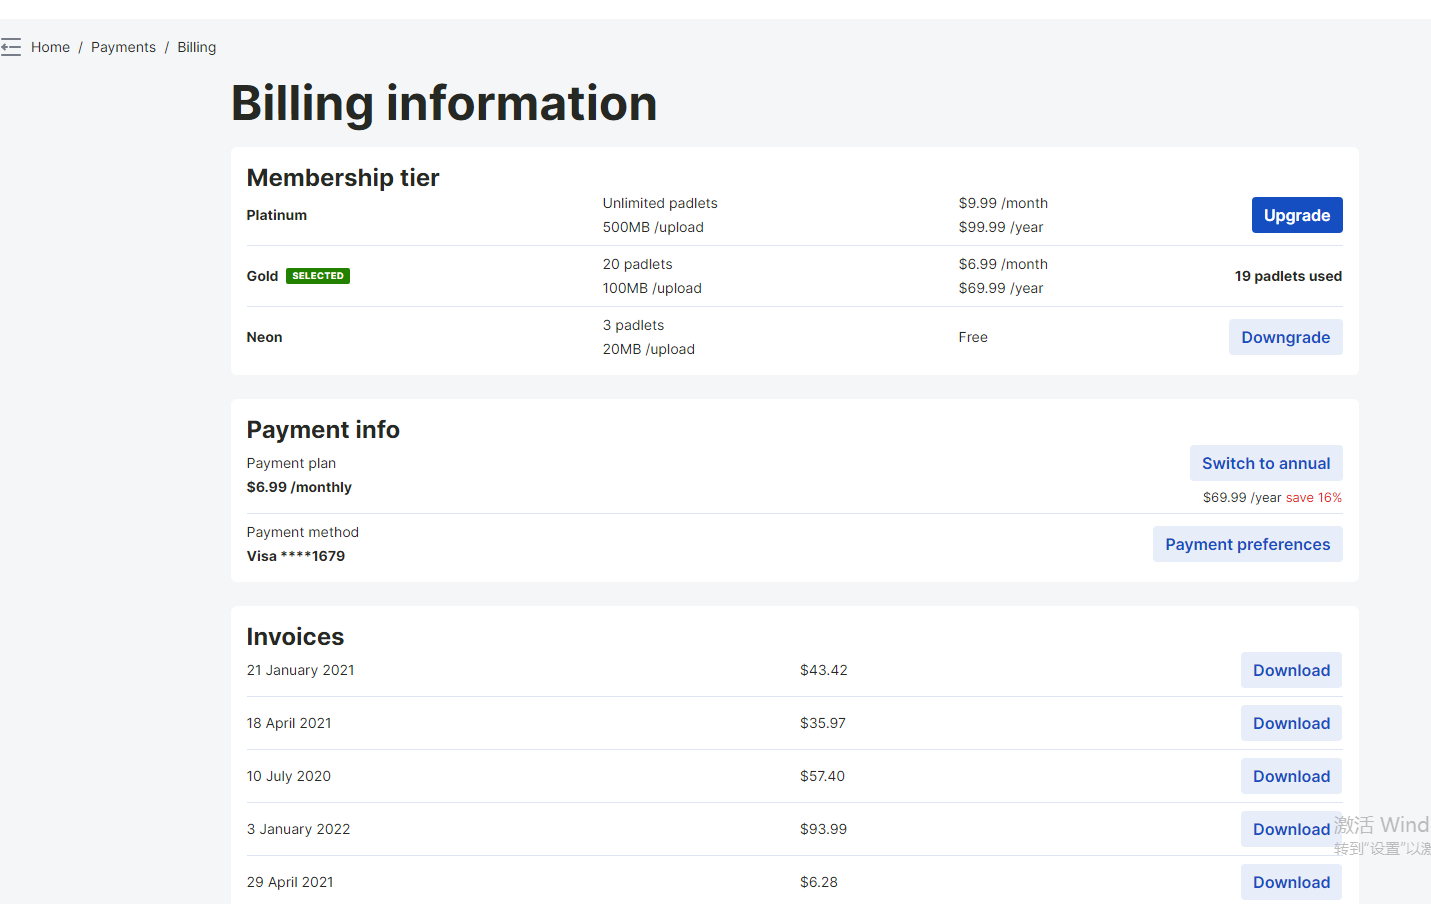 Home / Payments / Billing
Billing information
Membership tier
Platinum
Unlimited padlets
500MB /upload
$9.99 /month
$99.99 /year
Upgrade
Gold SELECTED
20 padlets
100MB /upload
$6.99 /month
$69.99 /year
19 padlets used
Neon
3 padlets
20MB /upload
Free
Downgrade
Payment info
Payment plan
$6.99 /monthly
Switch to annual
$69.99 /year save 16%
Payment method
Visa ****1679
Payment preferences
Invoices
21 January 2021 $43.42 Download
18 April 2021 $35.97 Download
10 July 2020 $57.40 Download
3 January 2022 $93.99 Download
激活 Wind
转到"设置"以激
29 April 2021 $6.28 Download